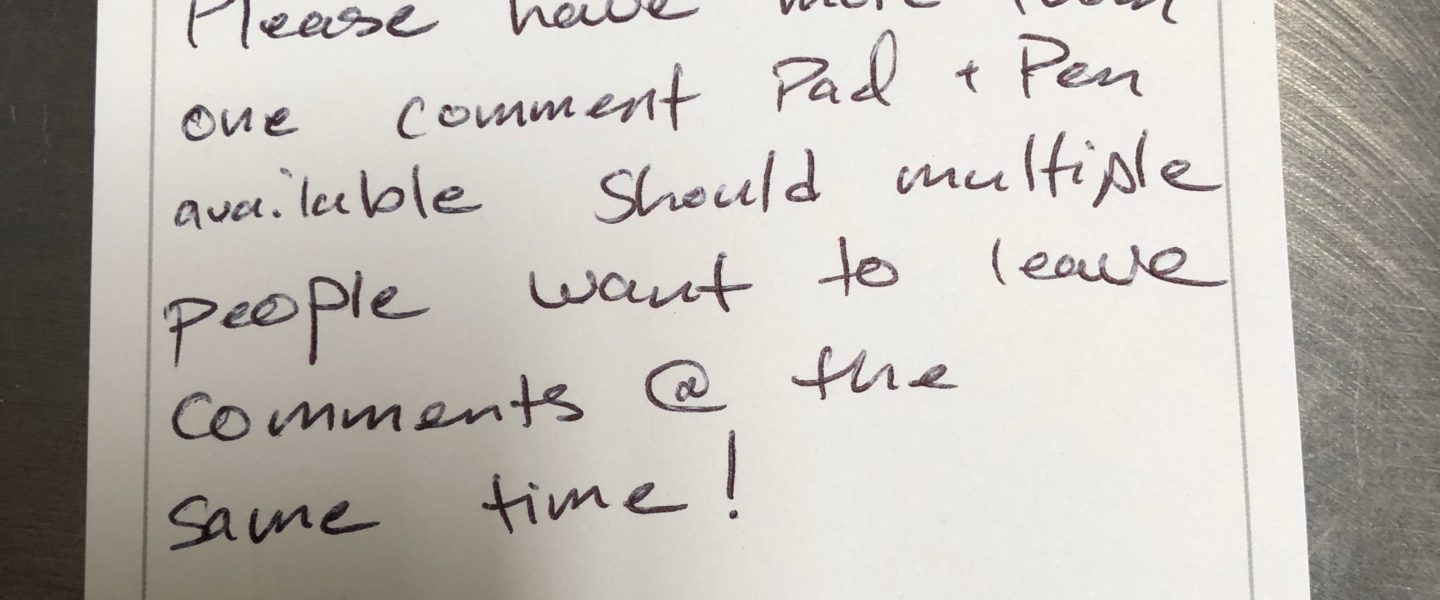 Please have more than
one comment Pad + Pen
available Should multiple
people want to leave
comments @ the
same time!